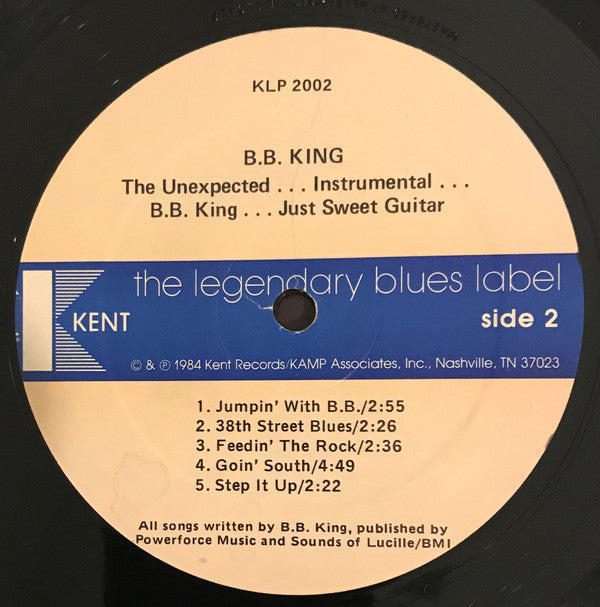 KLP 2002
B.B. KING
The Unexpected . . . Instrumental . . .
B.B. King . . . Just Sweet Guitar
the legendary blues label
KENT
side 2
© & ℗ 1984 Kent Records/KAMP Associates, Inc., Nashville, TN 37023
1. Jumpin' With B.B./2:55
2. 38th Street Blues/2:26
3. Feedin' The Rock/2:36
4. Goin' South/4:49
5. Step It Up/2:22
All songs written by B.B. King, published by
Powerforce Music and Sounds of Lucille/BMI